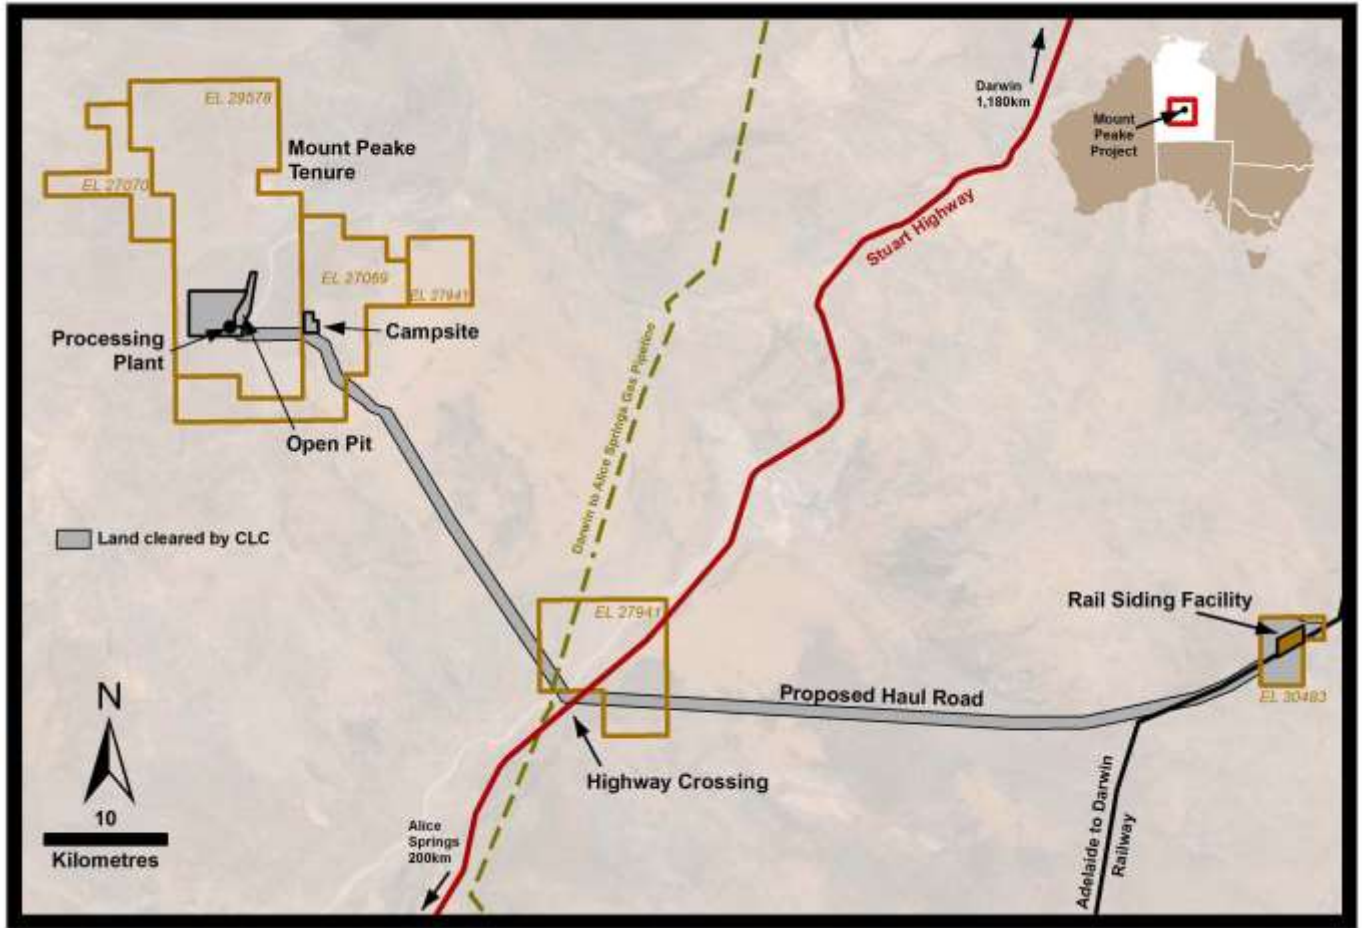 EL 29578
Darwin
1,180km
Mount
Peake
Project
Mount Peake
Tenure
EL 27070
Stuart Highway
EL 27069
EL 27941
Processing
Plant
Campsite
Darwin to Alice Springs Gas Pipeline
Open Pit
Land cleared by CLC
EL 27941
Rail Siding Facility
EL 30483
Proposed Haul Road
N
10
Kilometres
Highway Crossing
Alice
Springs
200km
Adelaide to Darwin
Railway